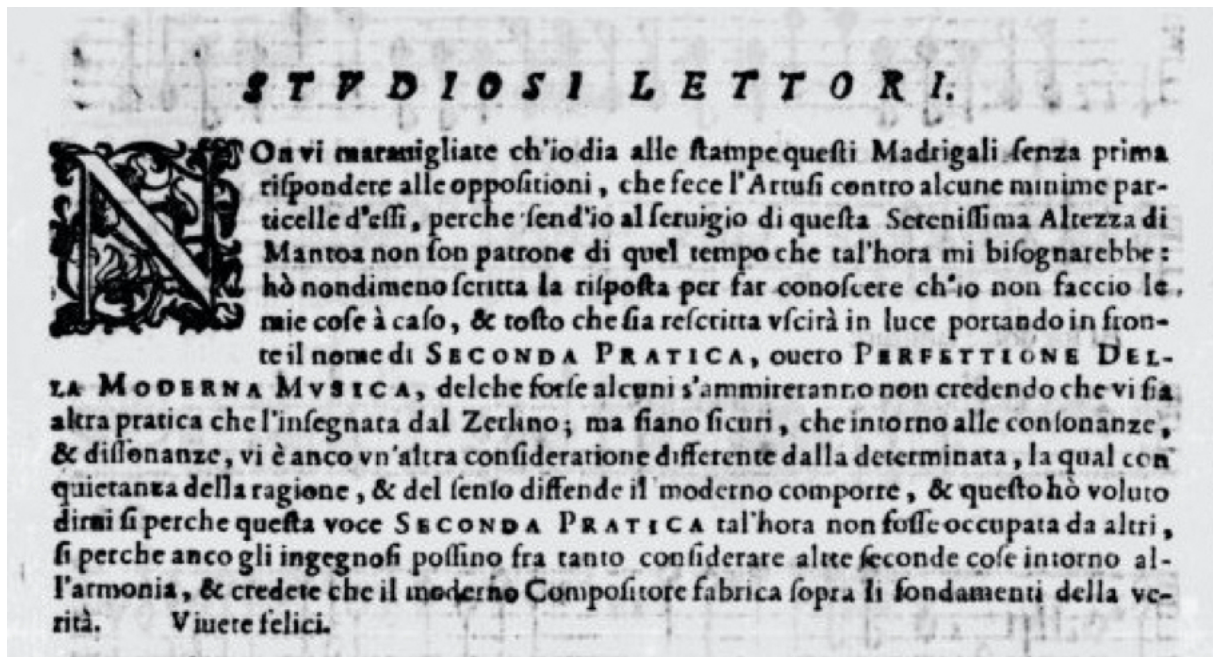 STVDIOSI LETTORI.
NOn vi marauigliate ch'io dia alle ſtampe queſti Madrigali ſenza prima
riſpondere alle oppoſitioni, che fece l'Artuſi contro alcune minime par-
ticelle d'eſſi, perche ſend'io al ſeruigio di queſta Sereniſſima Altezza di
Mantoa non ſon patrone di quel tempo che tal'hora mi biſognarebbe:
hò nondimeno ſcritta la riſpoſta per far conoſcere ch'io non faccio le
mie coſe à caſo, & toſto che ſia reſcritta vſcirà in luce portando in fron-
te il nome di SECONDA PRATICA, ouero PERFETTIONE DEL-
LA MODERNA MVSICA, delche forſe alcuni s'ammireranno non credendo che vi ſia
altra pratica che l'inſegnata dal Zerlino; ma ſiano ſicuri, che intorno alle conſonanze,
& diſſonanze, vi è anco vn'altra conſideratione differente dalla determinata, la qual con
quietanza della ragione, & del ſenſo diffende il moderno comporre, & queſto hò voluto
dirui ſi perche queſta voce SECONDA PRATICA tal'hora non foſſe occupata da altri,
ſi perche anco gli ingegnoſi poſſino fra tanto conſiderare altre ſeconde coſe intorno al-
l'armonia, & credete che il moderno Compoſitore fabrica ſopra li fondamenti della ve-
rità. Viuete felici.